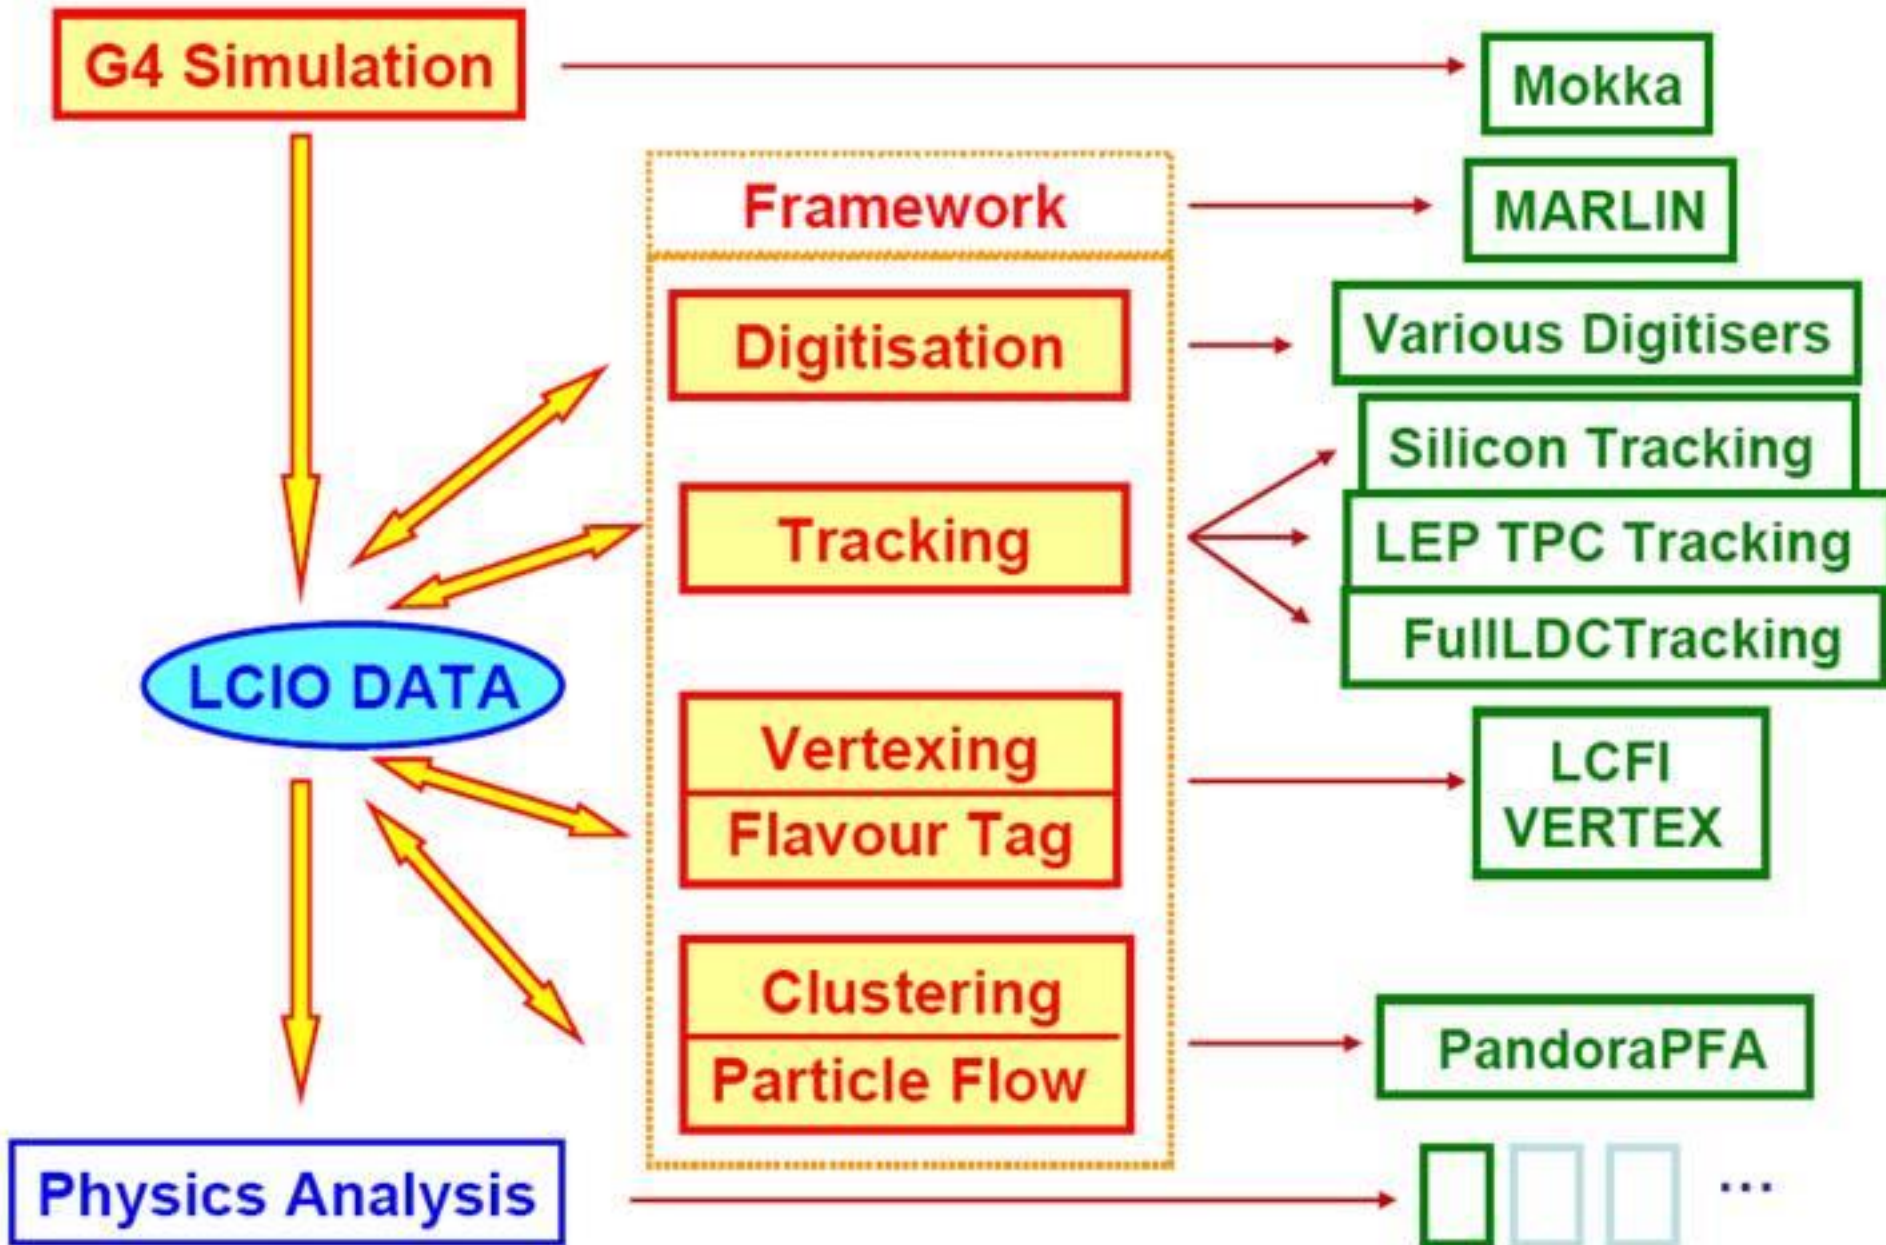 G4 Simulation
Mokka
Framework
MARLIN
Digitisation
Various Digitisers
Silicon Tracking
Tracking
LEP TPC Tracking
FullLDCTracking
LCIO DATA
Vertexing
Flavour Tag
LCFI
VERTEX
Clustering
Particle Flow
PandoraPFA
Physics Analysis
...